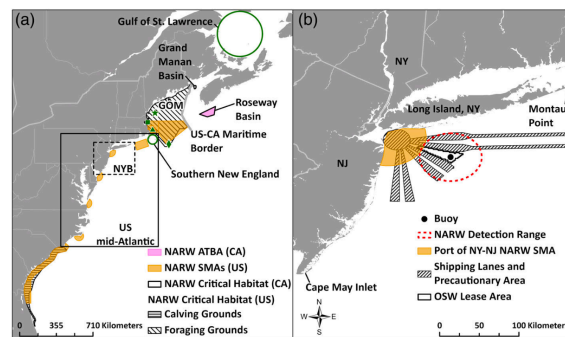 (a)
Gulf of St. Lawrence
Grand
Manan
Basin
GOM
Roseway
Basin
US-CA Maritime
Border
NYB
Southern New England
US
mid-Atlantic
NARW ATBA (CA)
NARW SMAs (US)
NARW Critical Habitat (CA)
NARW Critical Habitat (US)
Calving Grounds
Foraging Grounds
0 355 710 Kilometers
(b)
NY
Long Island, NY
Montau
Point
NJ
Buoy
NARW Detection Range
Port of NY-NJ NARW SMA
Shipping Lanes and
Precautionary Area
OSW Lease Area
Cape May Inlet
N
W E
S
0 50 100 Kilometers